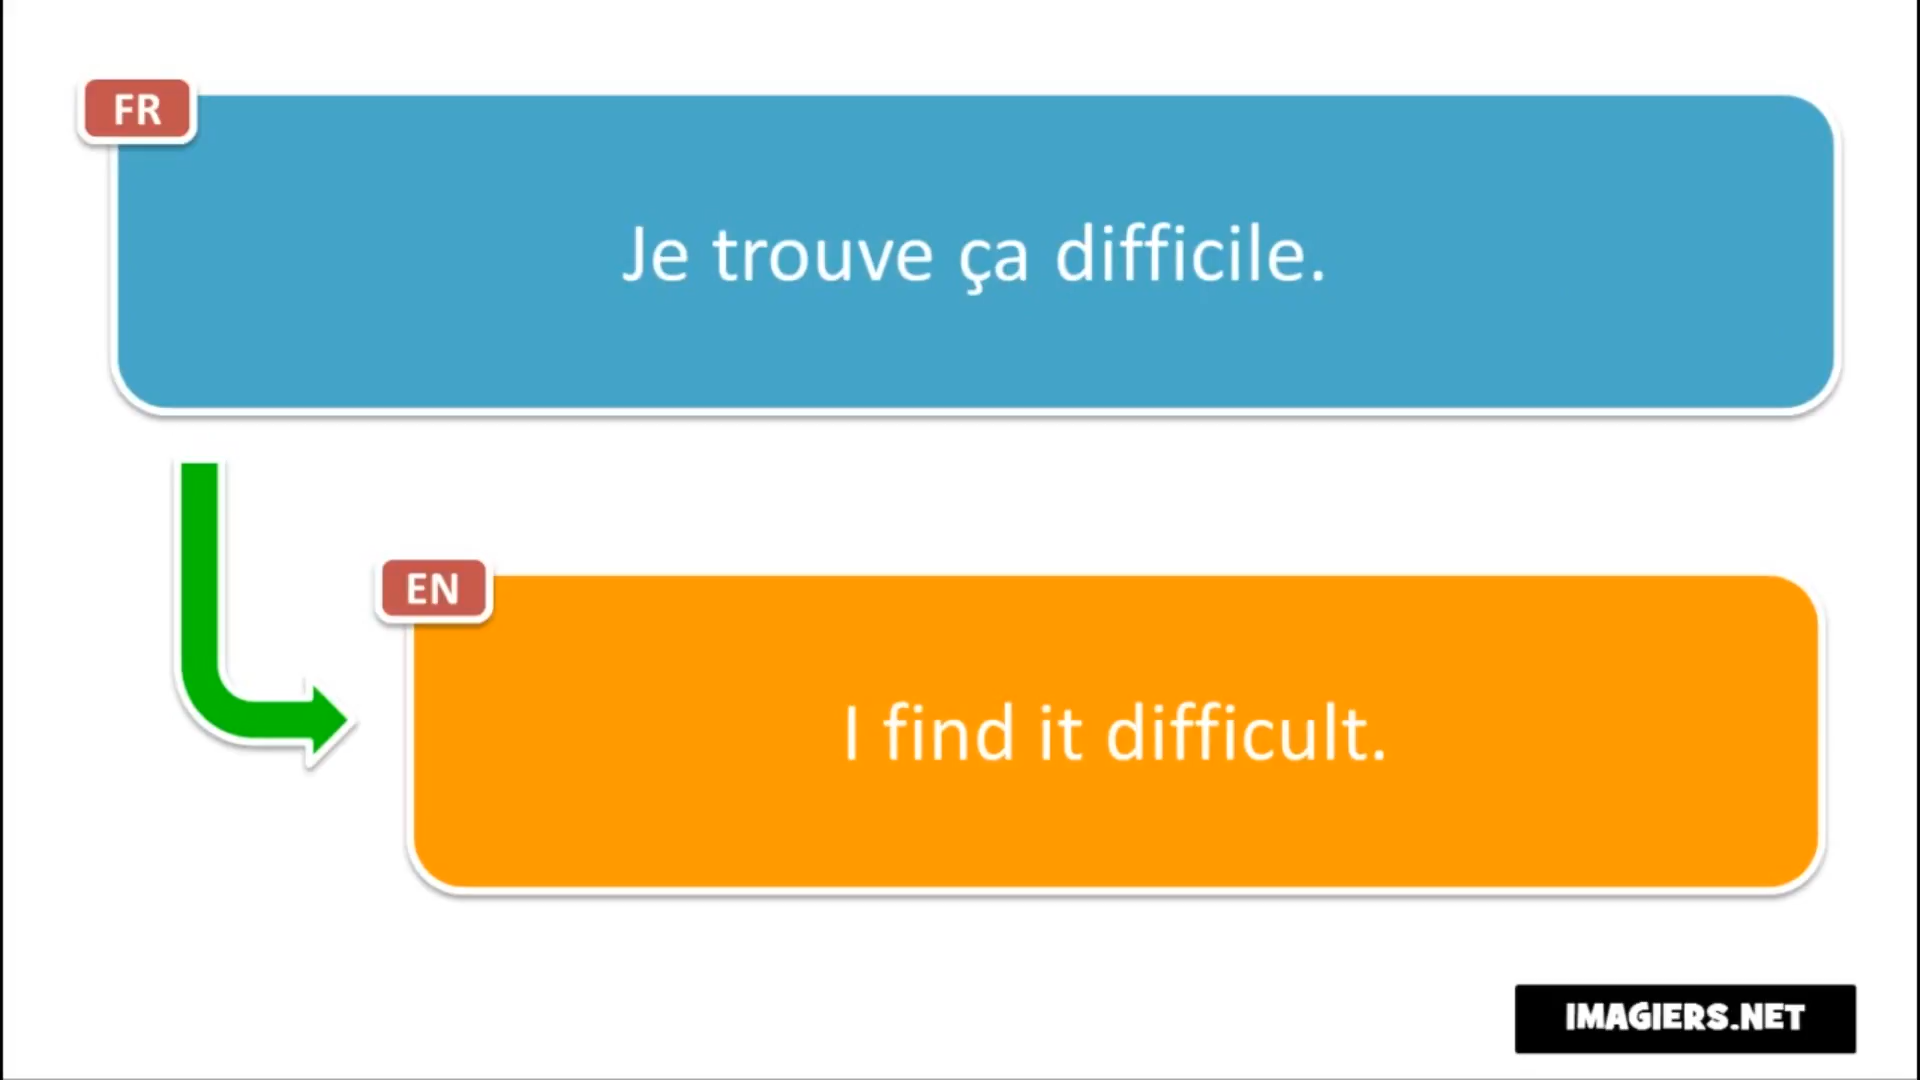 FR
Je trouve ça difficile.
EN
I find it difficult.
IMAGIERS.NET